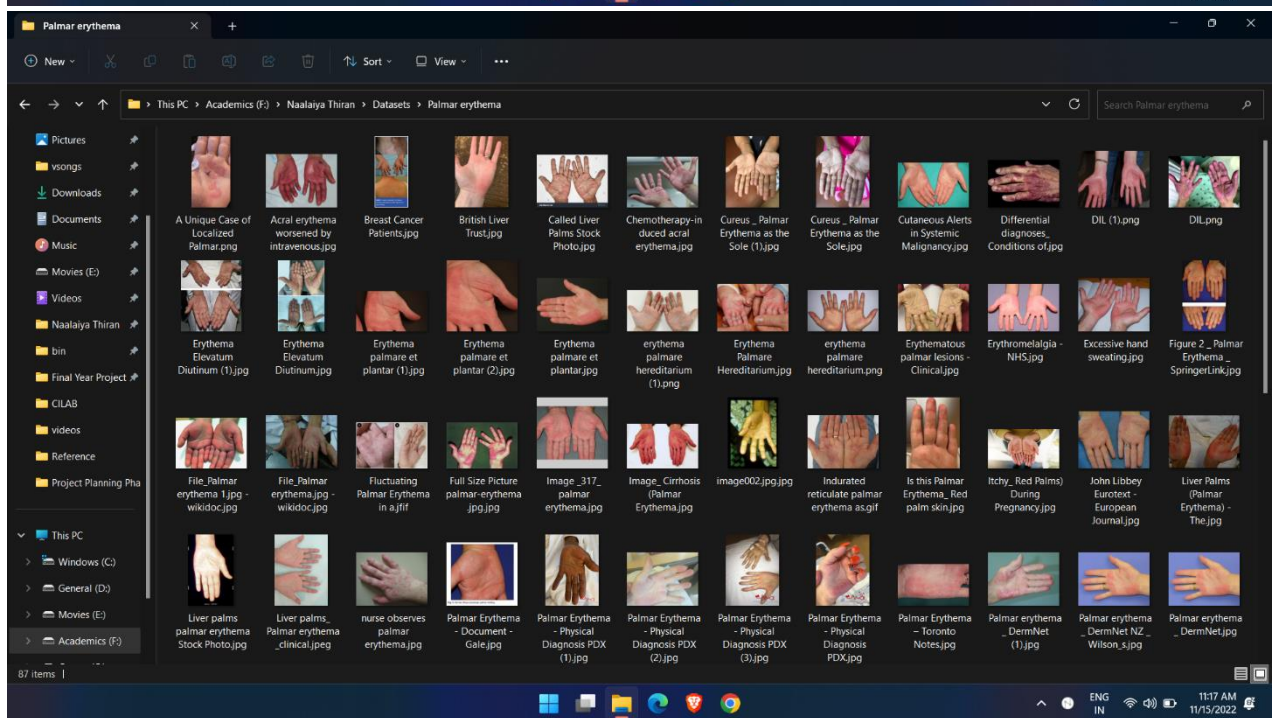 Palmar erythema
New
Sort
View
This PC > Academics (F:) > Naalaiya Thiran > Datasets > Palmar erythema
Search Palmar erythema
Pictures
vsongs
Downloads
Documents
Music
Movies (E:)
Videos
Naalaiya Thiran
bin
Final Year Project
CILAB
videos
Reference
Project Planning Pha
This PC
Windows (C:)
General (D:)
Movies (E:)
Academics (F:)
A Unique Case of
Localized
Palmar.png
Acral erythema
worsened by
intravenous.jpg
Breast Cancer
Patients.jpg
British Liver
Trust.jpg
Called Liver
Palms Stock
Photo.jpg
Chemotherapy-in
duced acral
erythema.jpg
Cureus _ Palmar
Erythema as the
Sole (1).jpg
Cureus _ Palmar
Erythema as the
Sole.jpg
Cutaneous Alerts
in Systemic
Malignancy.jpg
Differential
diagnoses_
Conditions of.jpg
DIL (1).png
DIL.png
Erythema
Elevatum
Diutinum (1).jpg
Erythema
Elevatum
Diutinum.jpg
Erythema
palmare et
plantar (1).jpg
Erythema
palmare et
plantar (2).jpg
Erythema
palmare et
plantar.jpg
erythema
palmare
hereditarium
(1).png
Erythema
Palmare
Hereditarium.jpg
erythema
palmare
hereditarium.png
Erythematous
palmar lesions -
Clinical.jpg
Erythromelalgia -
NHS.jpg
Excessive hand
sweating.jpg
Figure 2 _ Palmar
Erythema _
SpringerLink.jpg
File_Palmar
erythema 1.jpg -
wikidoc.jpg
File_Palmar
erythema.jpg -
wikidoc.jpg
Fluctuating
Palmar Erythema
in a.jfif
Full Size Picture
palmar-erythema
.jpg.jpg
Image _317_
palmar
erythema.jpg
Image_ Cirrhosis
(Palmar
Erythema.jpg
image002.jpg.jpg
Indurated
reticulate palmar
erythema as.gif
Is this Palmar
Erythema_ Red
palm skin.jpg
Itchy_ Red Palms)
During
Pregnancy.jpg
John Libbey
Eurotext -
European
Journal.jpg
Liver Palms
(Palmar
Erythema) -
The.jpg
Liver palms
palmar erythema
Stock Photo.jpg
Liver palms_
Palmar erythema
_clinical.jpeg
nurse observes
palmar
erythema.jpg
Palmar Erythema
- Document -
Gale.jpg
Palmar Erythema
- Physical
Diagnosis PDX
(1).jpg
Palmar Erythema
- Physical
Diagnosis PDX
(2).jpg
Palmar Erythema
- Physical
Diagnosis PDX
(3).jpg
Palmar Erythema
- Physical
Diagnosis
PDX.jpg
Palmar Erythema
– Toronto
Notes.jpg
Palmar erythema
_ DermNet
(1).jpg
Palmar erythema
_ DermNet NZ _
Wilson_s.jpg
Palmar erythema
_ DermNet.jpg
87 items
ENG
IN
11:17 AM
11/15/2022